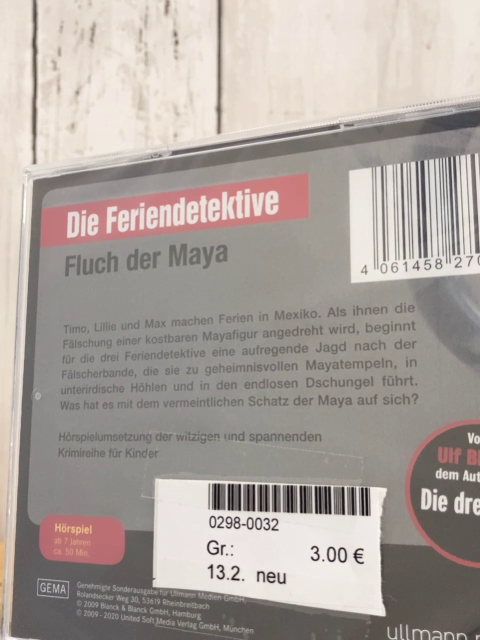 Die Feriendetektive
Fluch der Maya
4 061458 270
Timo, Lillie und Max machen Ferien in Mexiko. Als ihnen die
Fälschung einer kostbaren Mayafigur angedreht wird, beginnt
für die drei Feriendetektive eine aufregende Jagd nach der
Fälscherbande, die sie zu geheimnisvollen Mayatempeln, in
unterirdische Höhlen und in den endlosen Dschungel führt.
Was hat es mit dem vermeintlichen Schatz der Maya auf sich?
Hörspielumsetzung der witzigen und spannenden
Krimireihe für Kinder
Ulf
dem
Die
0298-0032
Gr.: 3.00 €
13.2. neu
Hörspiel
ab 7 Jahren
ca. 50 Min.
GEMA
Genehmigte Sonderausgabe für Ullmann Medien GmbH,
Rolandsecker Weg 30, 53619 Rheinbreitbach
© 2009 Blanck & Blanck GmbH, Hamburg
© 2009 - 2020 United Soft Media Verlag GmbH, München
ullmann